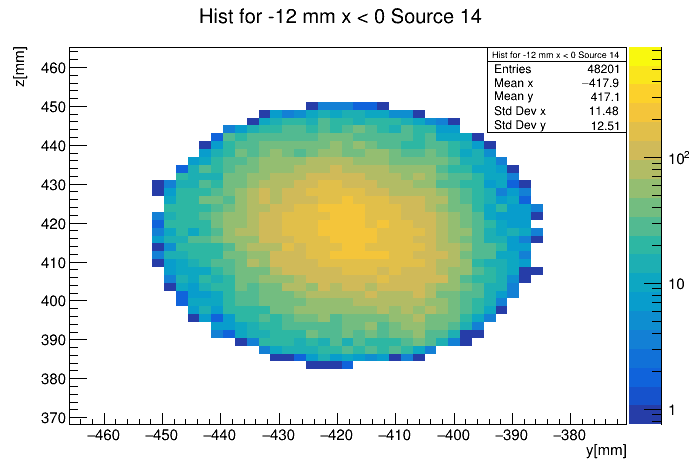 Hist for -12 mm x < 0 Source 14
z[mm]
Hist for -12 mm x < 0 Source 14
Entries 48201
Mean x −417.9
Mean y 417.1
Std Dev x 11.48
Std Dev y 12.51
460
450
440
430
420
410
400
390
380
370
−460 −450 −440 −430 −420 −410 −400 −390 −380
y[mm]
10²
10
1